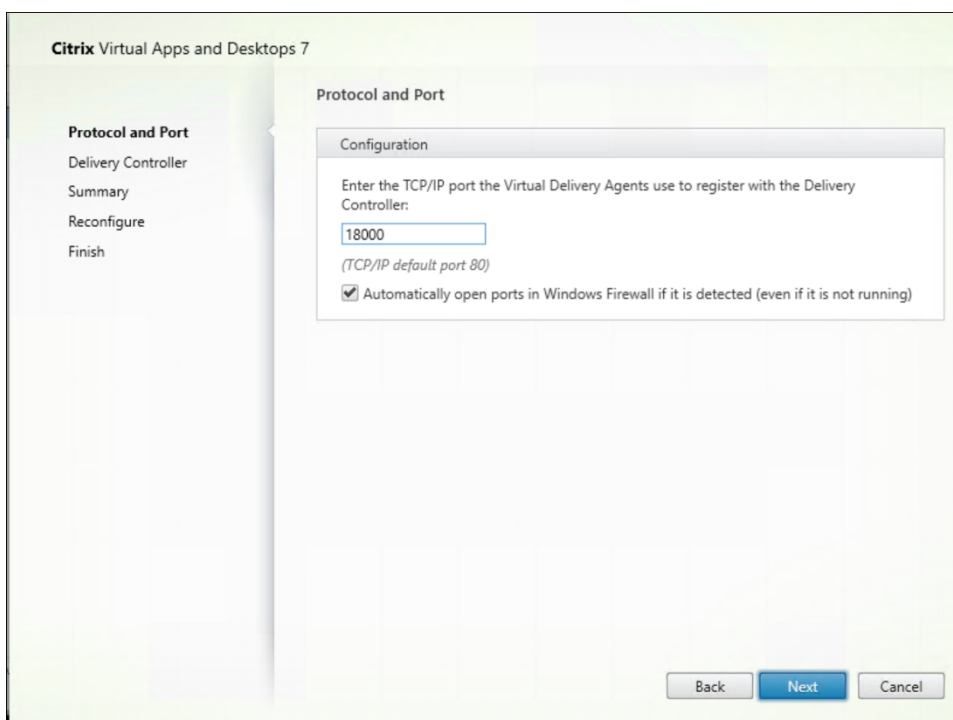 Citrix Virtual Apps and Desktops 7
Protocol and Port
Delivery Controller
Summary
Reconfigure
Finish
Protocol and Port
Configuration
Enter the TCP/IP port the Virtual Delivery Agents use to register with the Delivery
Controller:
18000
(TCP/IP default port 80)
Automatically open ports in Windows Firewall if it is detected (even if it is not running)
Back
Next
Cancel